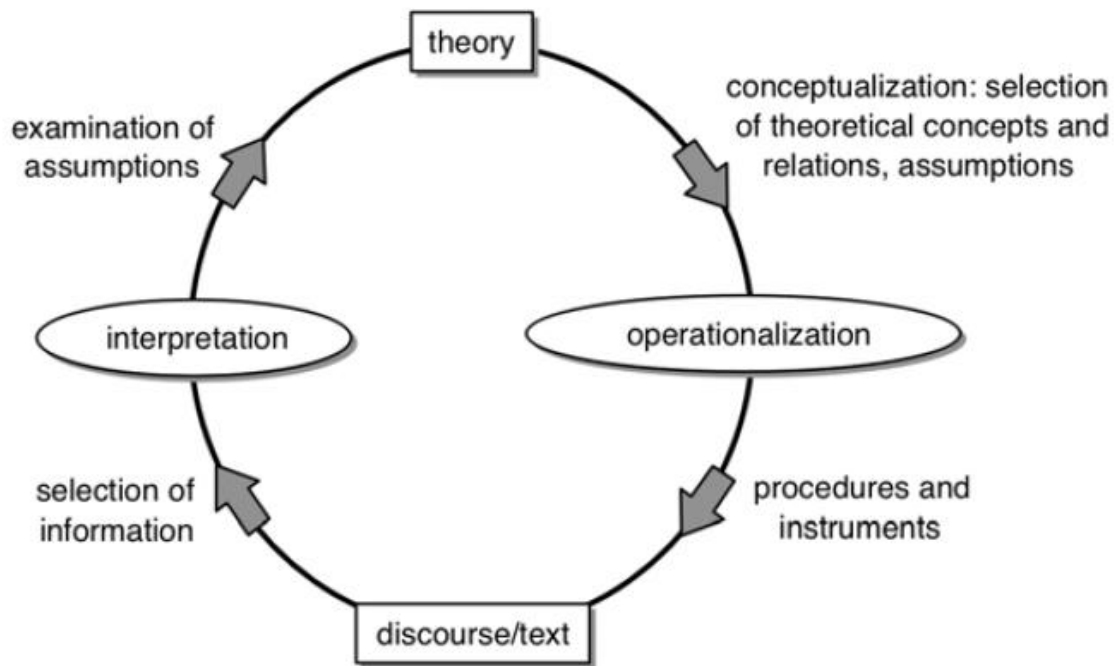 theory
conceptualization: selection
of theoretical concepts and
relations, assumptions
examination of
assumptions
interpretation
operationalization
selection of
information
procedures and
instruments
discourse/text